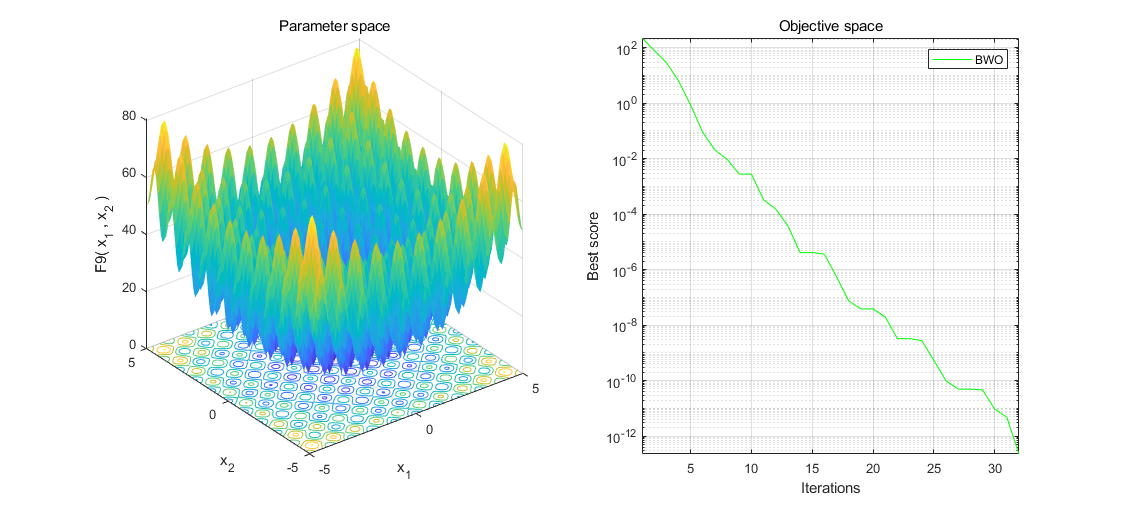 Parameter space
F9( x1 , x2 )
80
60
40
20
0
5
0
-5
x2
-5
0
5
x1
Objective space
Best score
10^2
10^0
10^-2
10^-4
10^-6
10^-8
10^-10
10^-12
BWO
5 10 15 20 25 30
Iterations